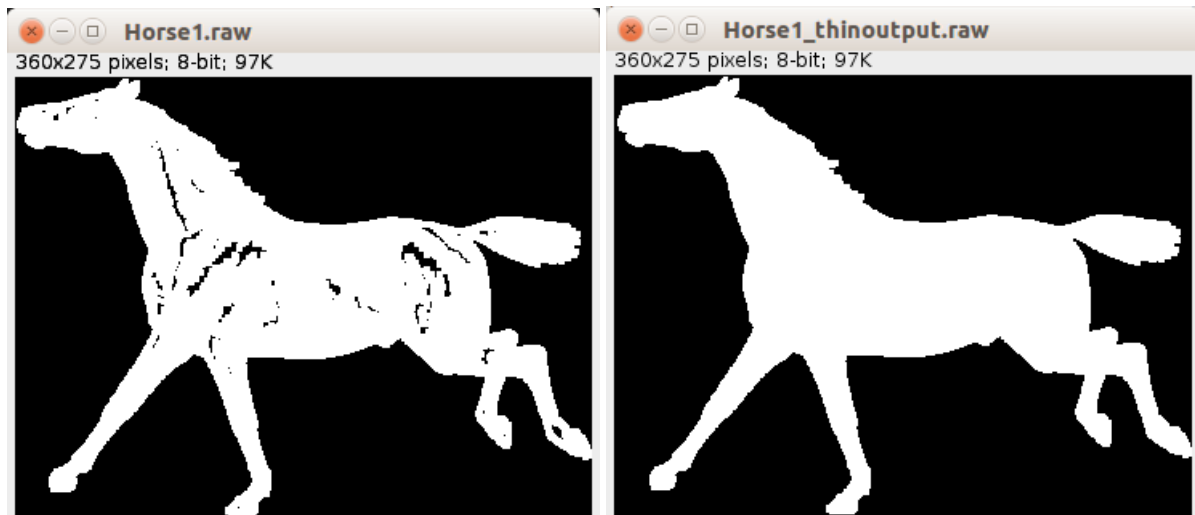 Horse1.raw
360x275 pixels; 8-bit; 97K
Horse1_thinoutput.raw
360x275 pixels; 8-bit; 97K